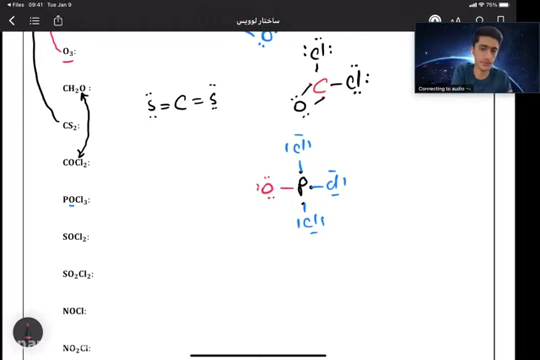 09:41 Tue Jan 9
75%
ساختار لوویس
AA
O₃:
CH₂O :
CS₂:
COCl₂:
POCl₃:
SOCl₂:
SO₂Cl₂:
NOCl:
NO₂Cl:
S = C = S
Cl
C - Cl
O
Cl
O - P - Cl
Cl
Connecting to audio